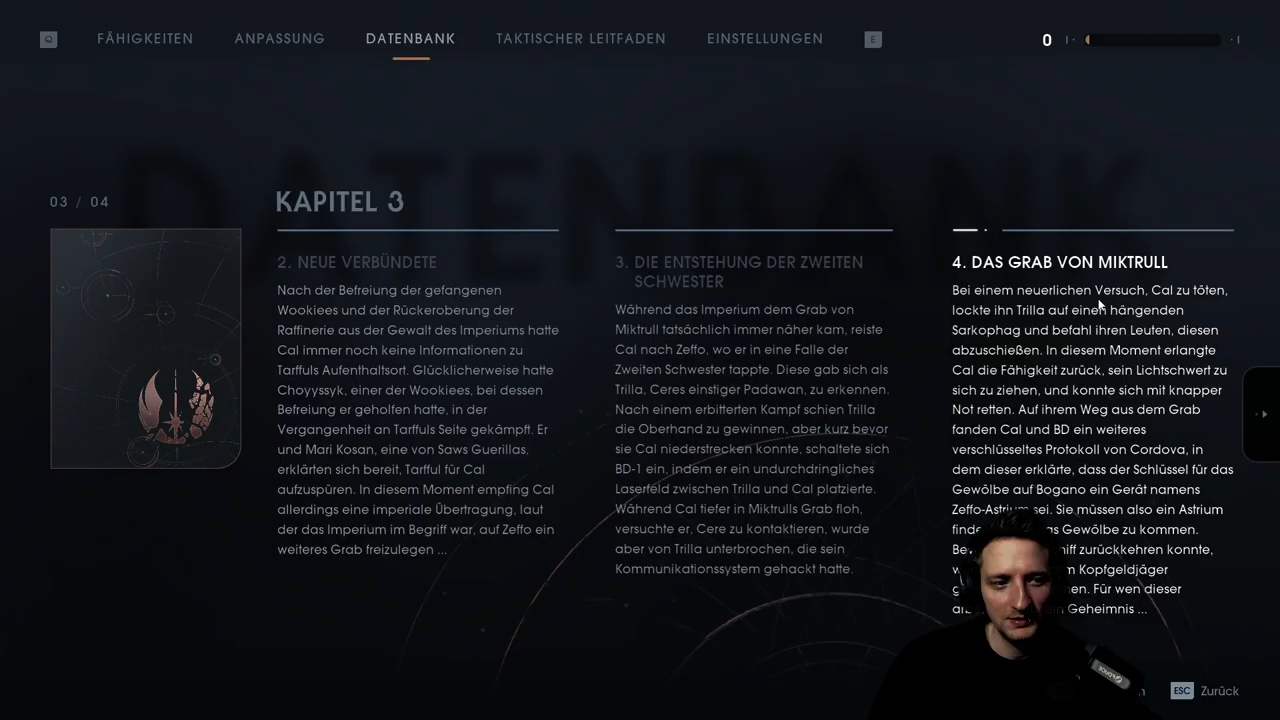 Q FÄHIGKEITEN ANPASSUNG DATENBANK TAKTISCHER LEITFADEN EINSTELLUNGEN E 0
DATENBANK
03 / 04
KAPITEL 3
2. NEUE VERBÜNDETE
Nach der Befreiung der gefangenen
Wookiees und der Rückeroberung der
Raffinerie aus der Gewalt des Imperiums hatte
Cal immer noch keine Informationen zu
Tarffuls Aufenthaltsort. Glücklicherweise hatte
Choyyssyk, einer der Wookiees, bei dessen
Befreiung er geholfen hatte, in der
Vergangenheit an Tarffuls Seite gekämpft. Er
und Mari Kosan, eine von Saws Guerillas,
erklärten sich bereit, Tarfful für Cal
aufzuspüren. In diesem Moment empfing Cal
allerdings eine imperiale Übertragung, laut
der das Imperium im Begriff war, auf Zeffo ein
weiteres Grab freizulegen ...
3. DIE ENTSTEHUNG DER ZWEITEN
SCHWESTER
Während das Imperium dem Grab von
Miktrull tatsächlich immer näher kam, reiste
Cal nach Zeffo, wo er in eine Falle der
Zweiten Schwester tappte. Diese gab sich als
Trilla, Ceres einstiger Padawan, zu erkennen.
Nach einem erbitterten Kampf schien Trilla
die Oberhand zu gewinnen, aber kurz bevor
sie Cal niederstrecken konnte, schaltete sich
BD-1 ein, indem er ein undurchdringliches
Laserfeld zwischen Trilla und Cal platzierte.
Während Cal tiefer in Miktrulls Grab floh,
versuchte er, Cere zu kontaktieren, wurde
aber von Trilla unterbrochen, die sein
Kommunikationssystem gehackt hatte.
4. DAS GRAB VON MIKTRULL
Bei einem neuerlichen Versuch, Cal zu töten,
lockte ihn Trilla auf einen hängenden
Sarkophag und befahl ihren Leuten, diesen
abzuschießen. In diesem Moment erlangte
Cal die Fähigkeit zurück, sein Lichtschwert zu
sich zu ziehen, und konnte sich mit knapper
Not retten. Auf ihrem Weg aus dem Grab
fanden Cal und BD ein weiteres
verschlüsseltes Protokoll von Cordova, in
dem dieser erklärte, dass der Schlüssel für das
Gewölbe auf Bogano ein Gerät namens
Zeffo-Astrium sei. Sie müssen also ein Astrium
Gewölbe zu kommen.
zurückkehren konnte,
Kopfgeldjäger
Für wen dieser
Geheimnis ...
ESC Zurück